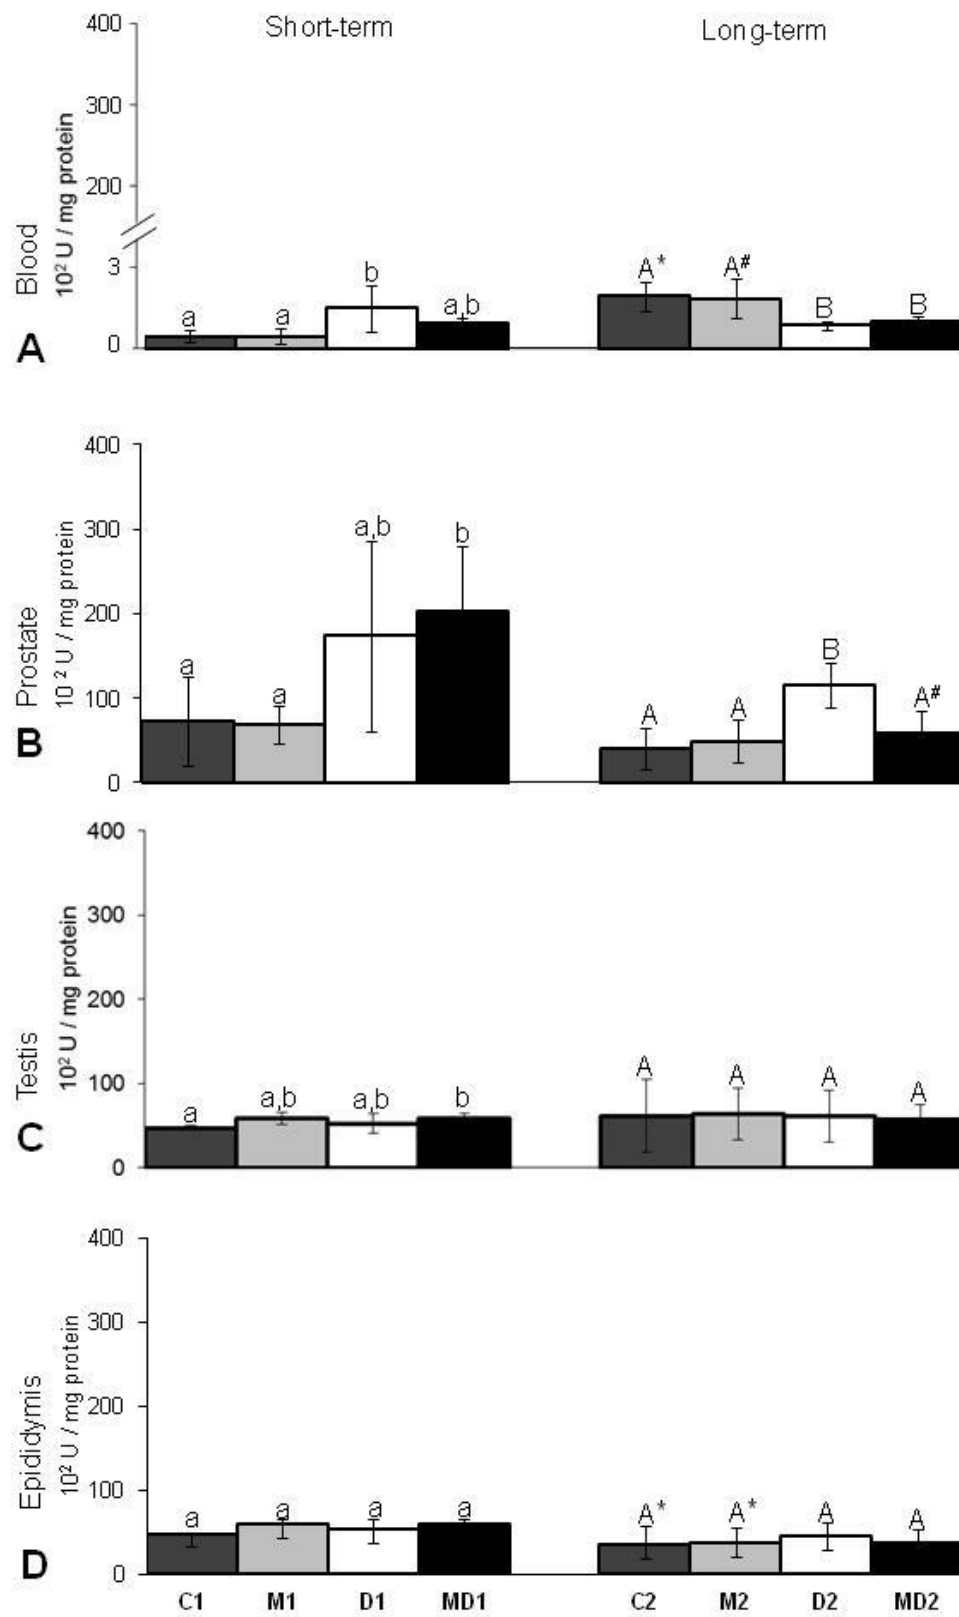 Short-term Long-term
400
300
200
3
0
Blood
10² U / mg protein
A
a a b a,b A* A# B B
400
300
200
100
0
Prostate
10 ² U / mg protein
B
a a a,b b A A B A#
400
300
200
100
0
Testis
10² U / mg protein
C
a a,b a,b b A A A A
400
300
200
100
0
Epididymis
10² U / mg protein
D
a a a a A* A* A A
C1 M1 D1 MD1 C2 M2 D2 MD2